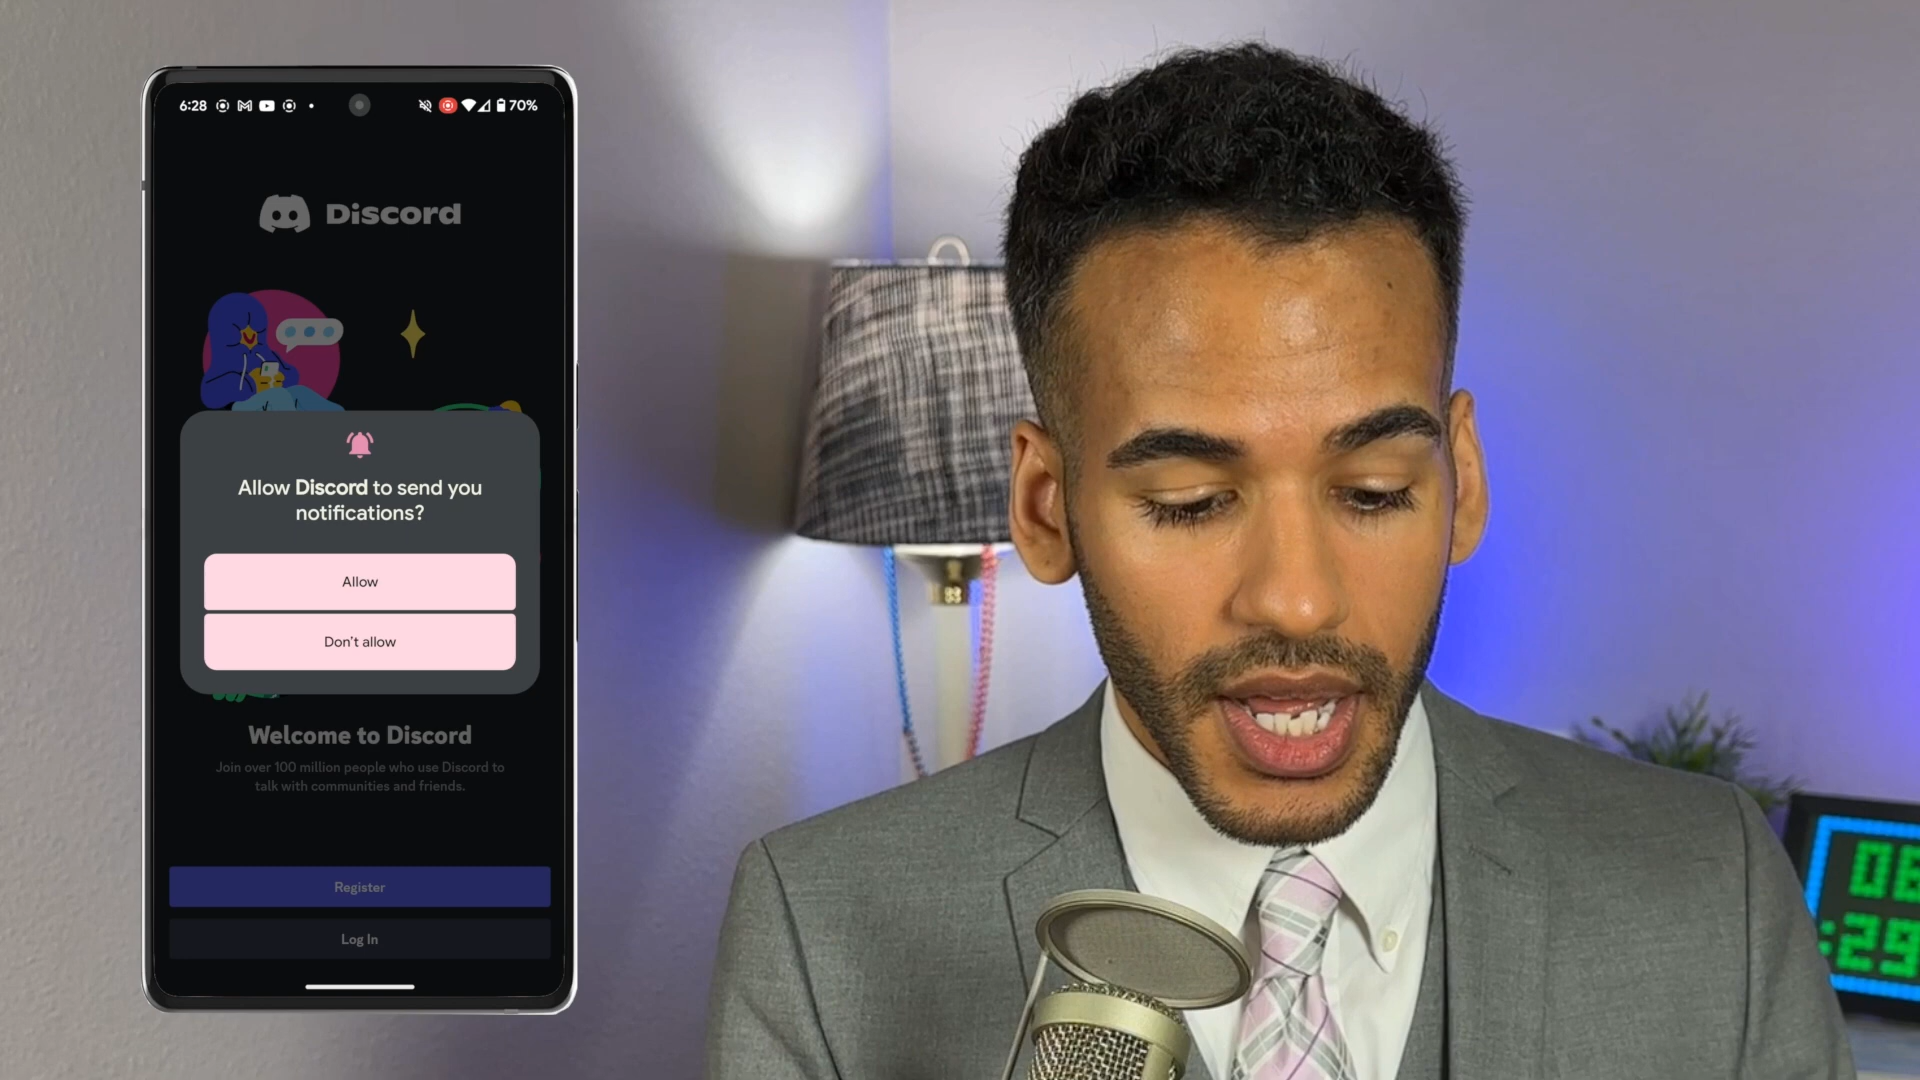 6:28
70%
Discord
Allow Discord to send you
notifications?
Allow
Don't allow
Welcome to Discord
Join over 100 million people who use Discord to
talk with communities and friends.
Register
Log In
:29